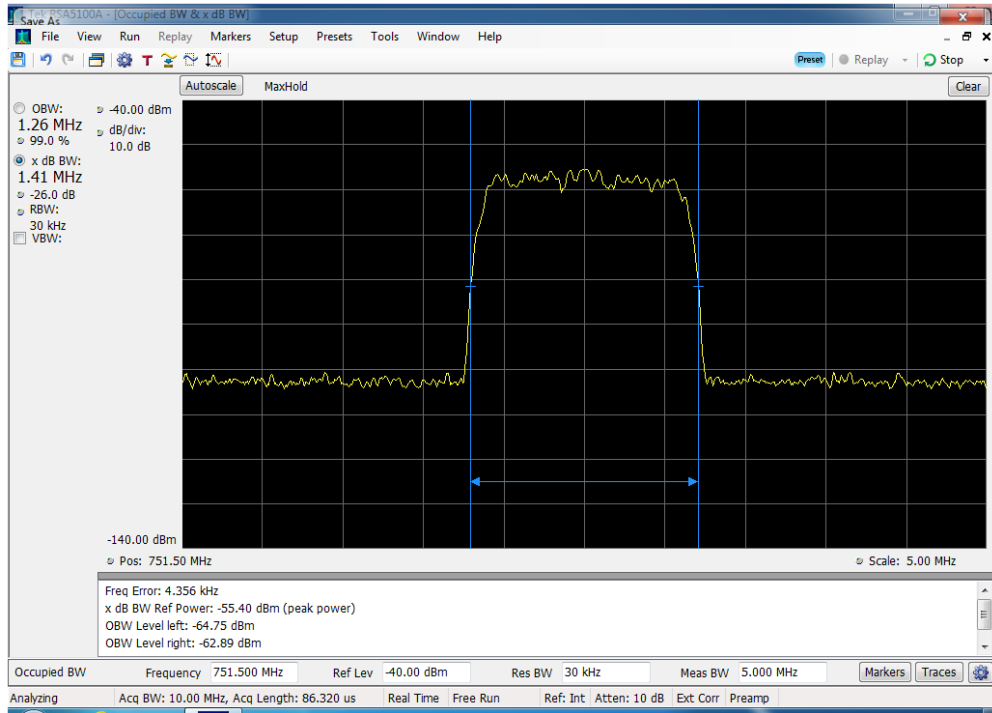 Tek RSA5100A - [Occupied BW & x dB BW]
Save As
File View Run Replay Markers Setup Presets Tools Window Help
T Preset Replay Stop
Autoscale MaxHold Clear
OBW:
1.26 MHz
99.0 %
x dB BW:
1.41 MHz
-26.0 dB
RBW:
30 kHz
VBW:
-40.00 dBm
dB/div:
10.0 dB
-140.00 dBm
Pos: 751.50 MHz Scale: 5.00 MHz
Freq Error: 4.356 kHz
x dB BW Ref Power: -55.40 dBm (peak power)
OBW Level left: -64.75 dBm
OBW Level right: -62.89 dBm
Occupied BW Frequency 751.500 MHz Ref Lev -40.00 dBm Res BW 30 kHz Meas BW 5.000 MHz Markers Traces
Analyzing Acq BW: 10.00 MHz, Acq Length: 86.320 us Real Time Free Run Ref: Int Atten: 10 dB Ext Corr Preamp